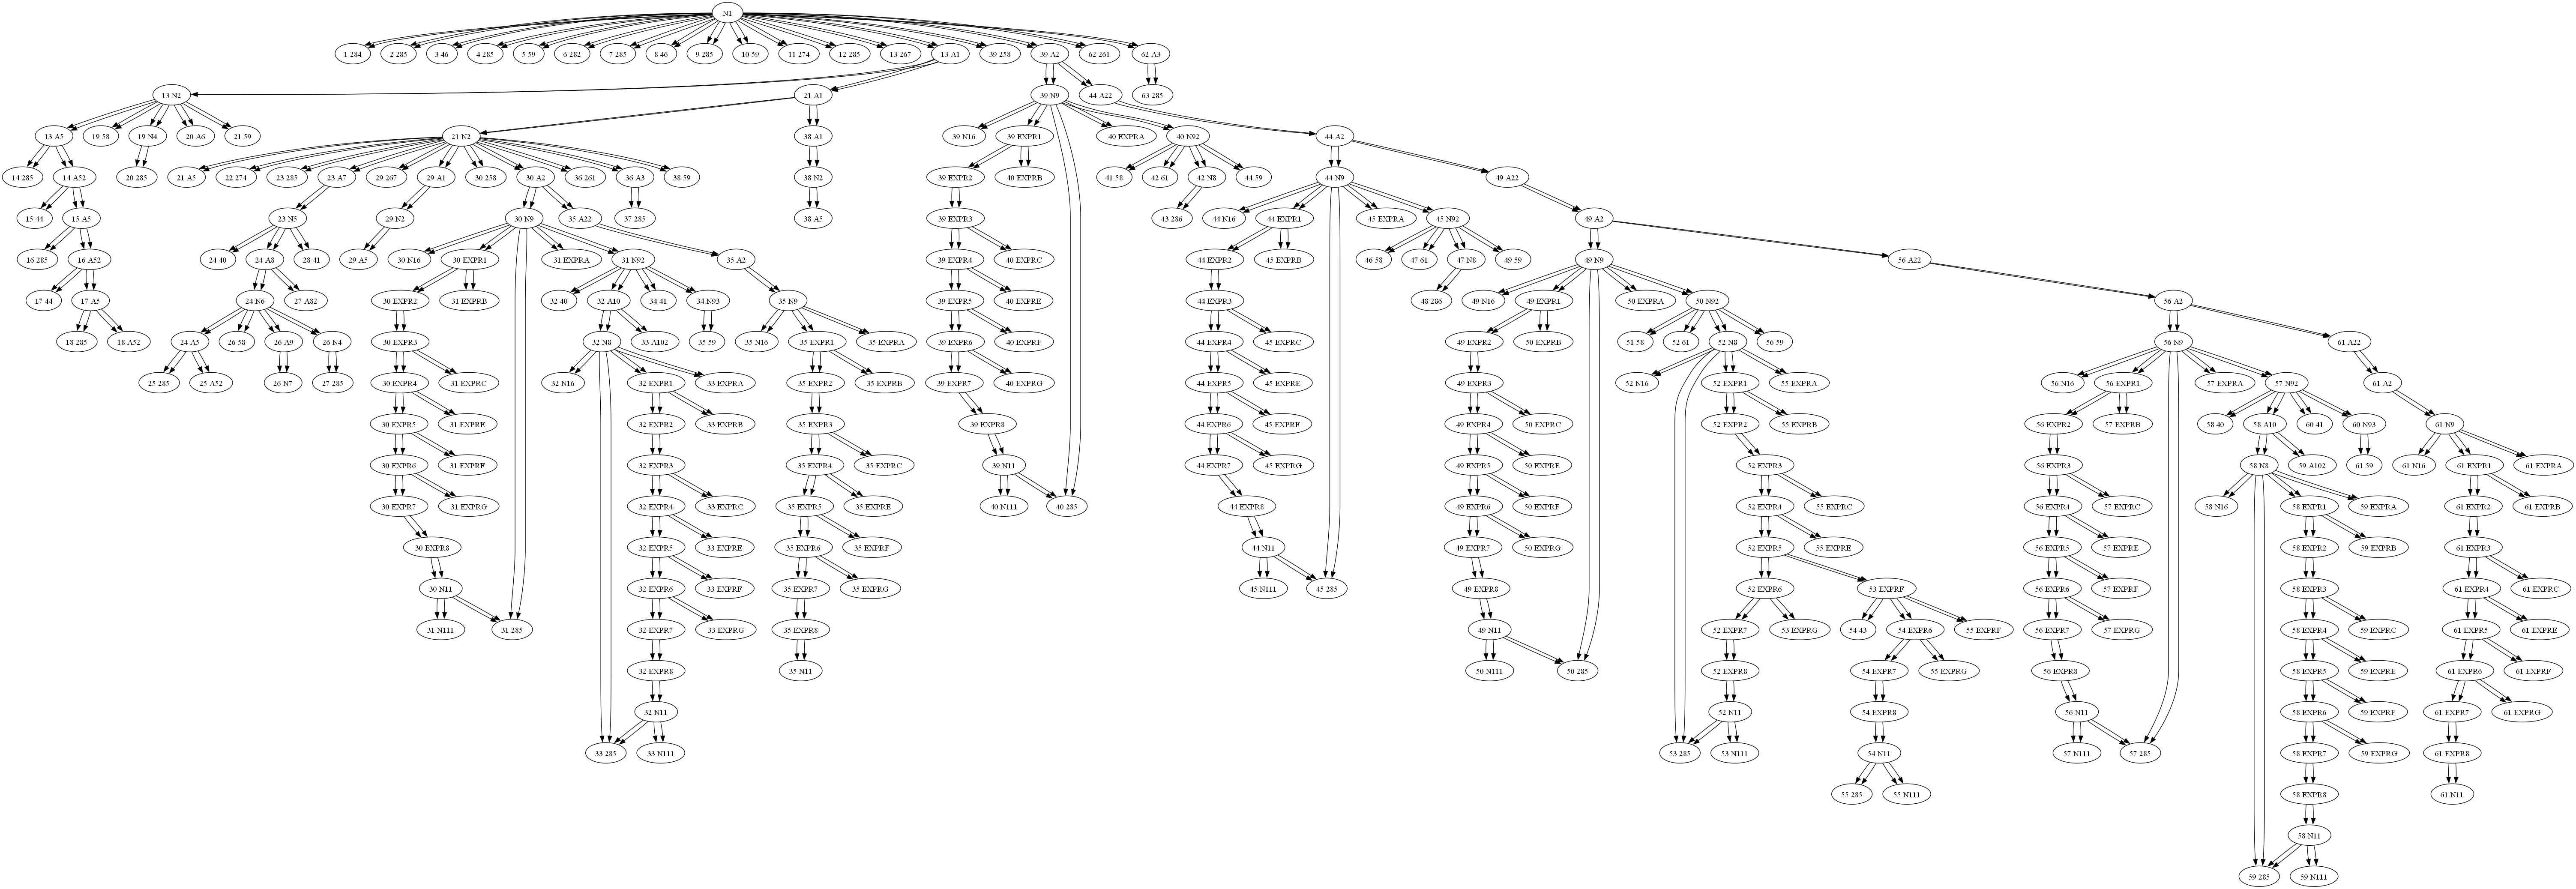 N1
1 284
2 285
3 46
4 285
5 59
6 282
7 285
8 46
9 285
10 59
11 274
12 285
13 267
13 A1
39 258
39 A2
62 261
62 A3
13 N2
21 A1
39 N9
44 A22
63 285
13 A5
19 58
19 N4
20 A6
21 59
21 N2
38 A1
39 N16
39 EXPR1
40 EXPRA
40 N92
44 A2
14 285
14 A52
20 285
21 A5
22 274
23 285
23 A7
29 267
29 A1
30 258
30 A2
36 261
36 A3
38 59
38 N2
39 EXPR2
40 EXPRB
41 58
42 61
42 N8
44 59
44 N9
49 A22
15 44
15 A5
23 N5
29 N2
30 N9
35 A22
37 285
38 A5
39 EXPR3
43 286
44 N16
44 EXPR1
45 EXPRA
45 N92
49 A2
16 285
16 A52
24 40
24 A8
28 41
29 A5
30 N16
30 EXPR1
31 EXPRA
31 N92
35 A2
39 EXPR4
40 EXPRC
44 EXPR2
45 EXPRB
46 58
47 61
47 N8
49 59
49 N9
56 A22
17 44
17 A5
24 N6
27 A82
30 EXPR2
31 EXPRB
32 40
32 A10
34 41
34 N93
35 N9
39 EXPR5
40 EXPRE
44 EXPR3
48 286
49 N16
49 EXPR1
50 EXPRA
50 N92
56 A2
18 285
18 A52
24 A5
26 58
26 A9
26 N4
30 EXPR3
32 N8
33 A102
35 59
35 N16
35 EXPR1
35 EXPRA
39 EXPR6
40 EXPRF
44 EXPR4
45 EXPRC
49 EXPR2
50 EXPRB
51 58
52 61
52 N8
56 59
56 N9
61 A22
25 285
25 A52
26 N7
27 285
30 EXPR4
31 EXPRC
32 N16
32 EXPR1
33 EXPRA
35 EXPR2
35 EXPRB
39 EXPR7
40 EXPRG
44 EXPR5
45 EXPRE
49 EXPR3
52 N16
52 EXPR1
55 EXPRA
56 N16
56 EXPR1
57 EXPRA
57 N92
61 A2
30 EXPR5
31 EXPRE
32 EXPR2
33 EXPRB
35 EXPR3
39 EXPR8
44 EXPR6
45 EXPRF
49 EXPR4
50 EXPRC
52 EXPR2
55 EXPRB
56 EXPR2
57 EXPRB
58 40
58 A10
60 41
60 N93
61 N9
30 EXPR6
31 EXPRF
32 EXPR3
35 EXPR4
35 EXPRC
39 N11
44 EXPR7
45 EXPRG
49 EXPR5
50 EXPRE
52 EXPR3
56 EXPR3
58 N8
59 A102
61 59
61 N16
61 EXPR1
61 EXPRA
30 EXPR7
31 EXPRG
32 EXPR4
33 EXPRC
35 EXPR5
35 EXPRE
40 N111
40 285
44 EXPR8
49 EXPR6
50 EXPRF
52 EXPR4
55 EXPRC
56 EXPR4
57 EXPRC
58 N16
58 EXPR1
59 EXPRA
61 EXPR2
61 EXPRB
30 EXPR8
32 EXPR5
33 EXPRE
35 EXPR6
35 EXPRF
44 N11
49 EXPR7
50 EXPRG
52 EXPR5
55 EXPRE
56 EXPR5
57 EXPRE
58 EXPR2
59 EXPRB
61 EXPR3
30 N11
32 EXPR6
33 EXPRF
35 EXPR7
35 EXPRG
45 N111
45 285
49 EXPR8
52 EXPR6
53 EXPRF
56 EXPR6
57 EXPRF
58 EXPR3
61 EXPR4
61 EXPRC
31 N111
31 285
32 EXPR7
33 EXPRG
35 EXPR8
49 N11
52 EXPR7
53 EXPRG
54 43
54 EXPR6
55 EXPRF
56 EXPR7
57 EXPRG
58 EXPR4
59 EXPRC
61 EXPR5
61 EXPRE
32 EXPR8
35 N11
50 N111
50 285
52 EXPR8
54 EXPR7
55 EXPRG
56 EXPR8
58 EXPR5
59 EXPRE
61 EXPR6
61 EXPRF
32 N11
52 N11
54 EXPR8
56 N11
58 EXPR6
59 EXPRF
61 EXPR7
61 EXPRG
33 285
33 N111
53 285
53 N111
54 N11
57 N111
57 285
58 EXPR7
59 EXPRG
61 EXPR8
55 285
55 N111
58 EXPR8
61 N11
58 N11
59 285
59 N111